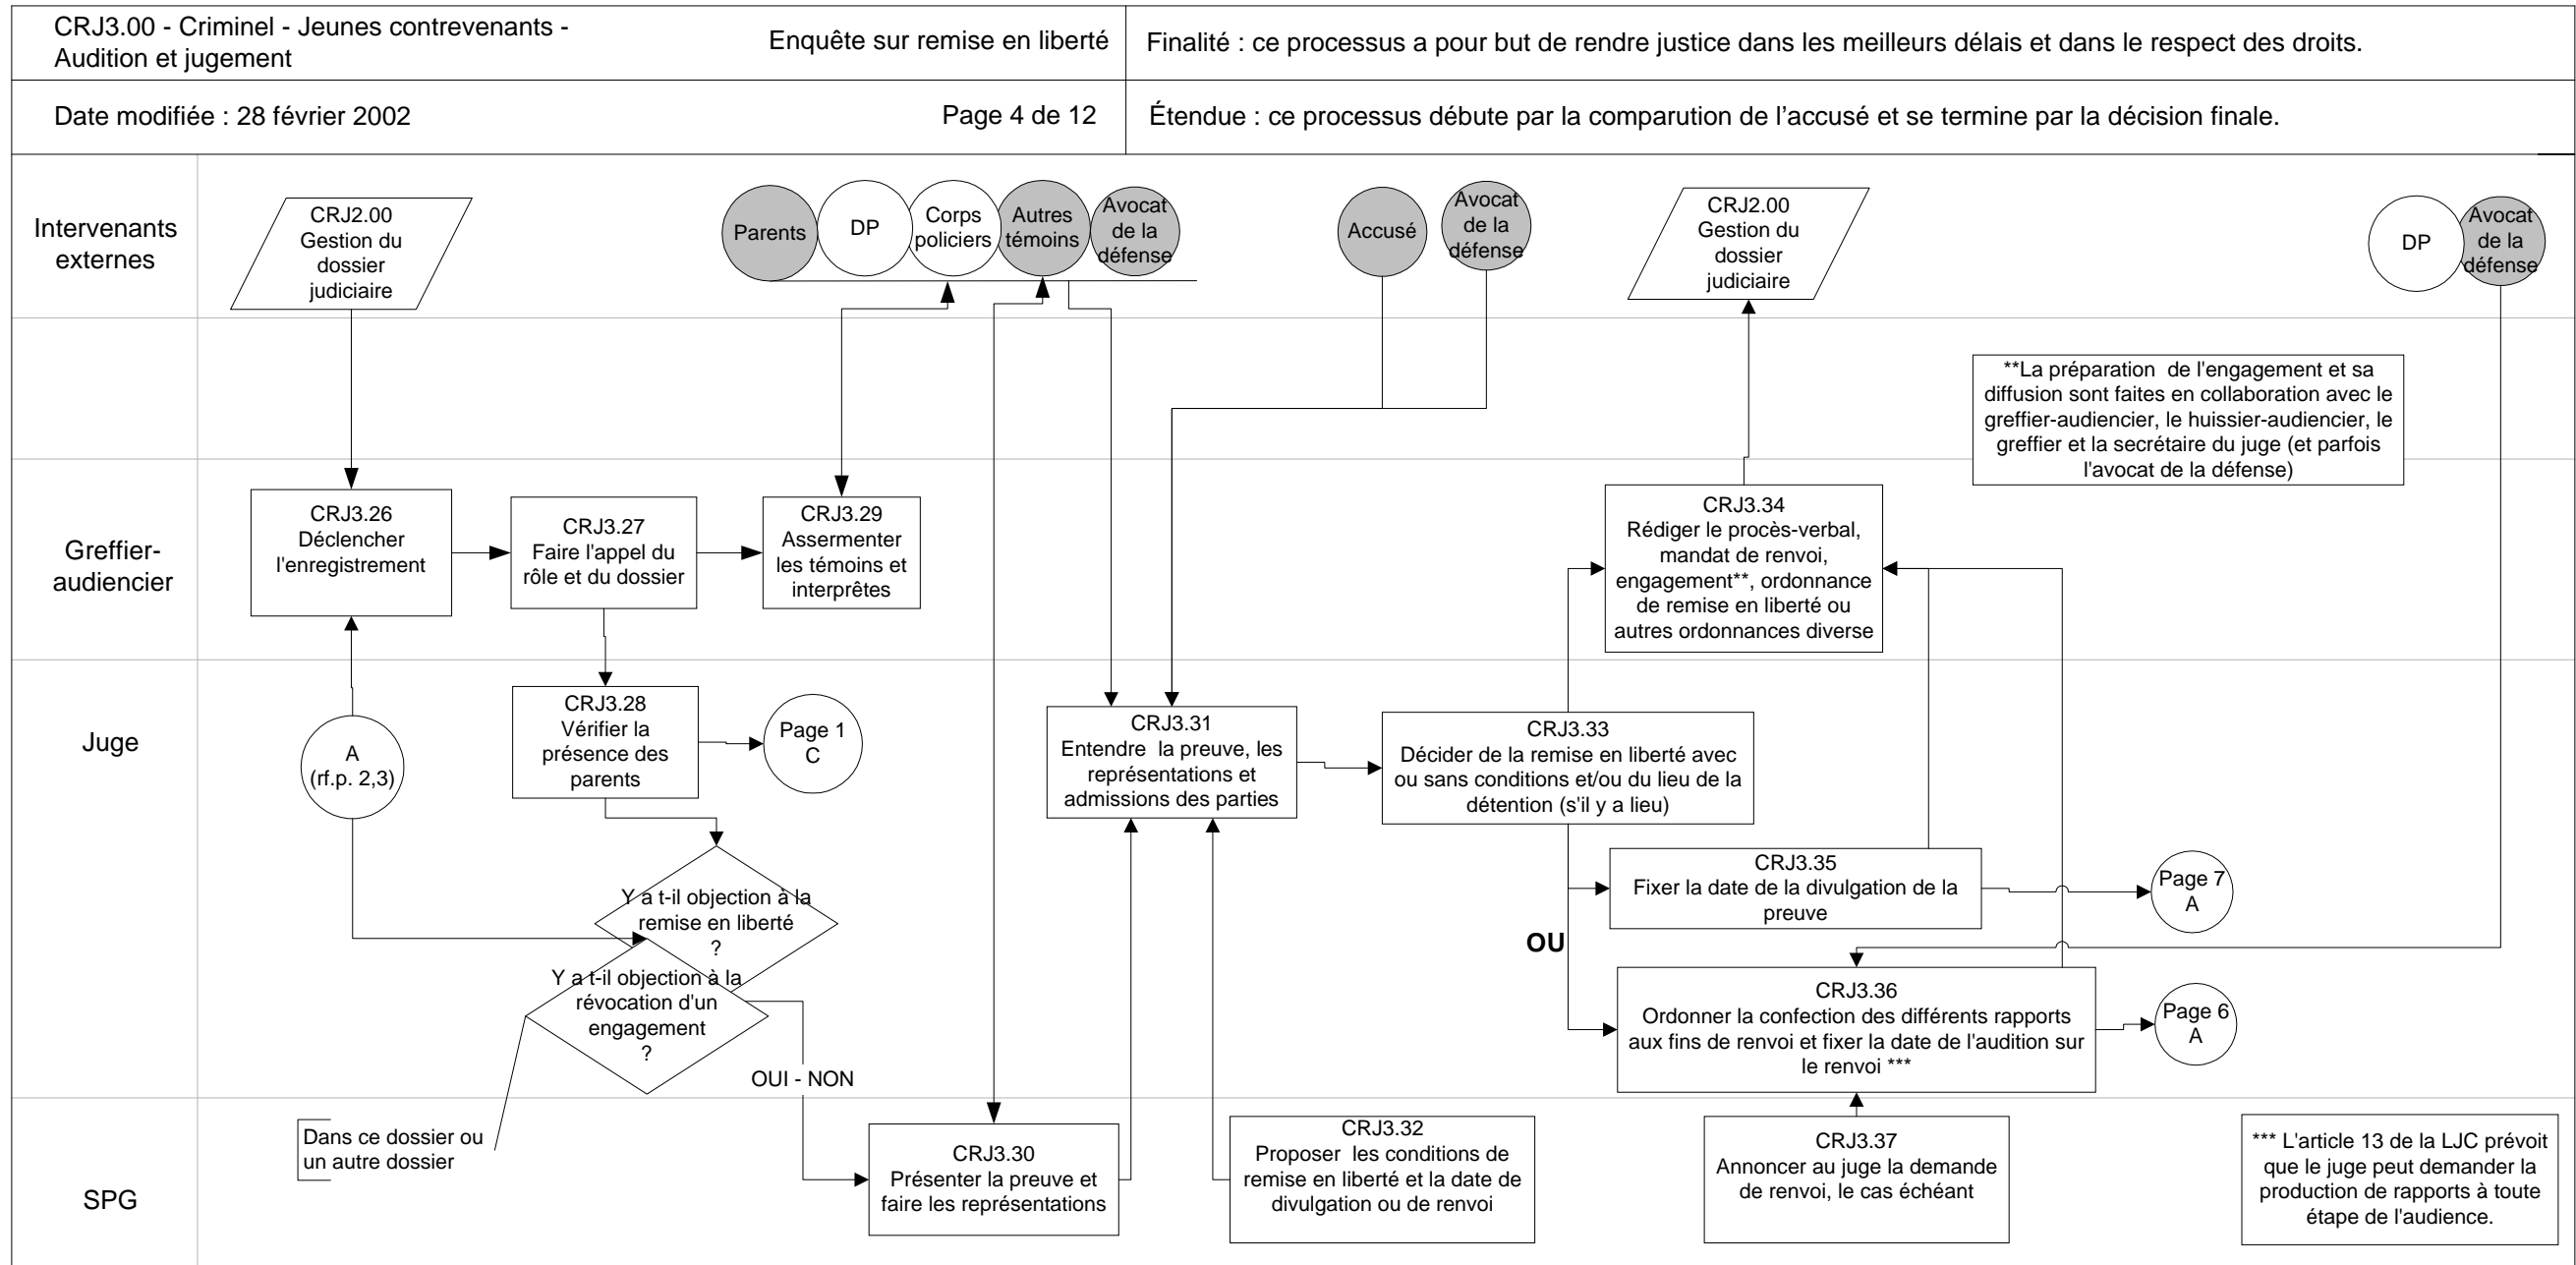 CRJ3.00 - Criminel - Jeunes contrevenants -
Audition et jugement
Enquête sur remise en liberté
Finalité : ce processus a pour but de rendre justice dans les meilleurs délais et dans le respect des droits.
Date modifiée : 28 février 2002
Page 4 de 12
Étendue : ce processus débute par la comparution de l'accusé et se termine par la décision finale.
Intervenants
externes
CRJ2.00
Gestion du
dossier
judiciaire
Parents
DP
Corps
policiers
Autres
témoins
Avocat
de la
défense
Accusé
Avocat
de la
défense
CRJ2.00
Gestion du
dossier
judiciaire
DP
Avocat
de la
défense
**La préparation  de l'engagement et sa
diffusion sont faites en collaboration avec le
greffier-audiencier, le huissier-audiencier, le
greffier et la secrétaire du juge (et parfois
l'avocat de la défense)
Greffier-
audiencier
CRJ3.26
Déclencher
l'enregistrement
CRJ3.27
Faire l'appel du
rôle et du dossier
CRJ3.29
Assermenter
les témoins et
interprêtes
CRJ3.34
Rédiger le procès-verbal,
mandat de renvoi,
engagement**, ordonnance
de remise en liberté ou
autres ordonnances diverse
Juge
A
(rf.p. 2,3)
CRJ3.28
Vérifier la
présence des
parents
Page 1
C
CRJ3.31
Entendre  la preuve, les
représentations et
admissions des parties
CRJ3.33
Décider de la remise en liberté avec
ou sans conditions et/ou du lieu de la
détention (s'il y a lieu)
Y a t-il objection à la
remise en liberté
?
Y a t-il objection à la
révocation d'un
engagement
?
OUI - NON
CRJ3.35
Fixer la date de la divulgation de la
preuve
Page 7
A
OU
CRJ3.36
Ordonner la confection des différents rapports
aux fins de renvoi et fixer la date de l'audition sur
le renvoi ***
Page 6
A
SPG
Dans ce dossier ou
un autre dossier
CRJ3.30
Présenter la preuve et
faire les représentations
CRJ3.32
Proposer  les conditions de
remise en liberté et la date de
divulgation ou de renvoi
CRJ3.37
Annoncer au juge la demande
de renvoi, le cas échéant
*** L'article 13 de la LJC prévoit
que le juge peut demander la
production de rapports à toute
étape de l'audience.